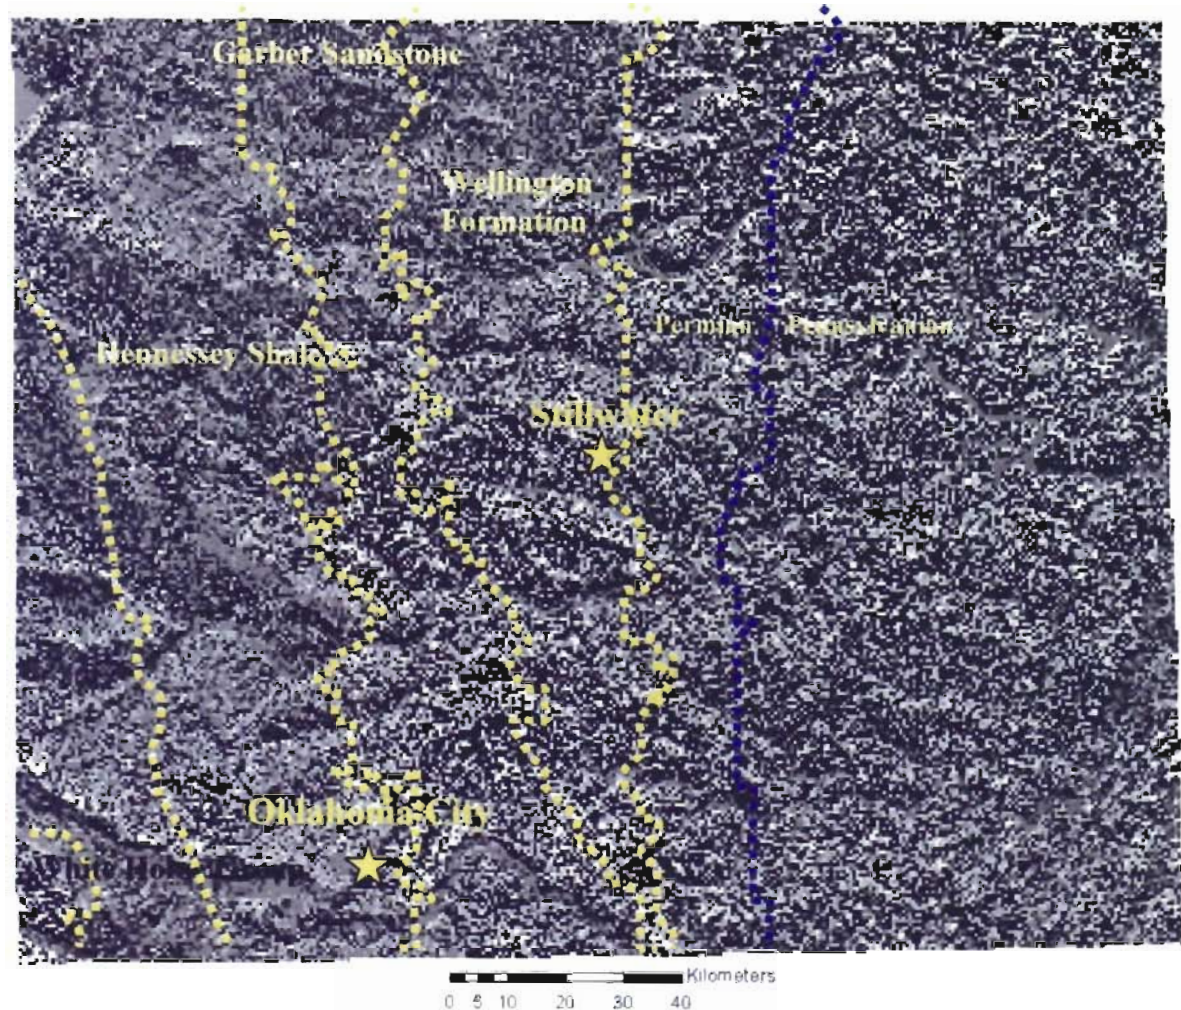 Garber Sandstone
Wellington
Formation
Permian Pennsylvanian
Hennessey Shale
Stillwater
Oklahoma City
White Horse
Kilometers
0 5 10 20 30 40